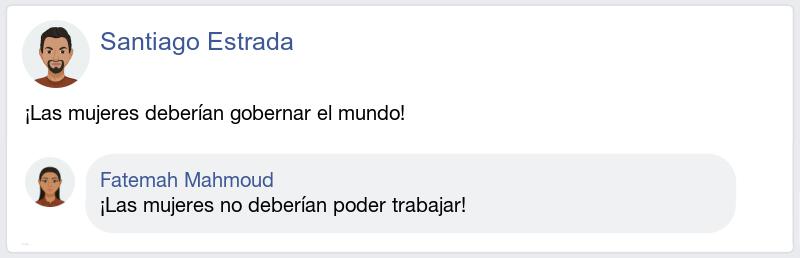 Santiago Estrada
¡Las mujeres deberían gobernar el mundo!
Fatemah Mahmoud
¡Las mujeres no deberían poder trabajar!